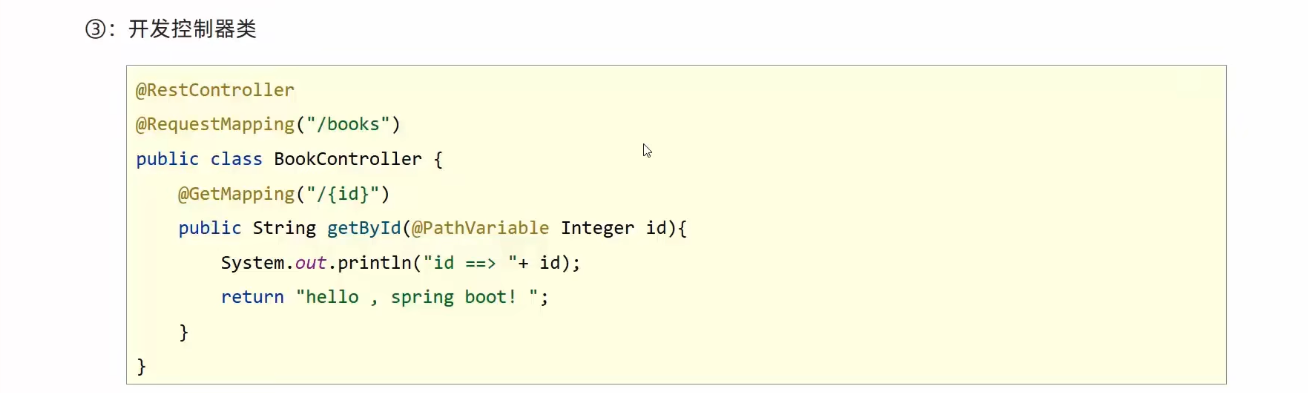 ③：开发控制器类
@RestController
@RequestMapping("/books")
public class BookController {
@GetMapping("/{id}")
public String getById(@PathVariable Integer id){
System.out.println("id ==> "+ id);
return "hello , spring boot! ";
}
}